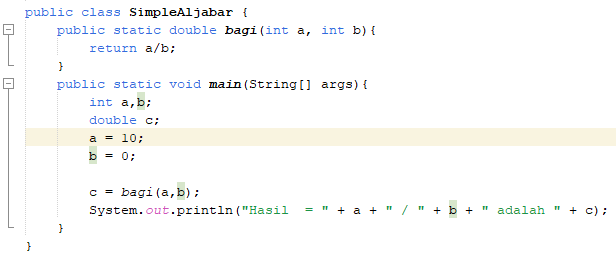 public class SimpleAljabar {
    public static double bagi(int a, int b){
        return a/b;
    }
    public static void main(String[] args){
        int a,b;
        double c;
        a = 10;
        b = 0;

        c = bagi(a,b);
        System.out.println("Hasil  = " + a + " / " + b + " adalah " + c);
    }
}